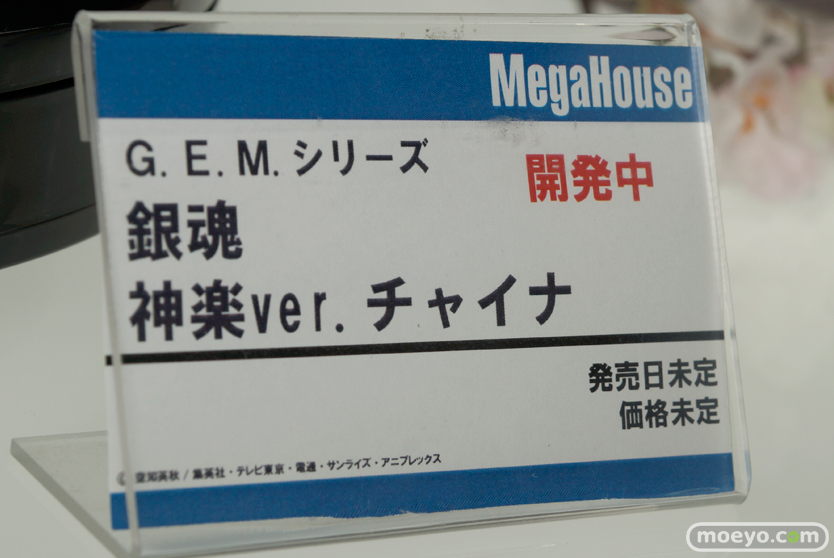 MegaHouse
G.E.M.シリーズ
開発中
銀魂
神楽ver.チャイナ
発売日未定
価格未定
©空知英秋/集英社・テレビ東京・電通・サンライズ・アニプレックス
moeyo.com